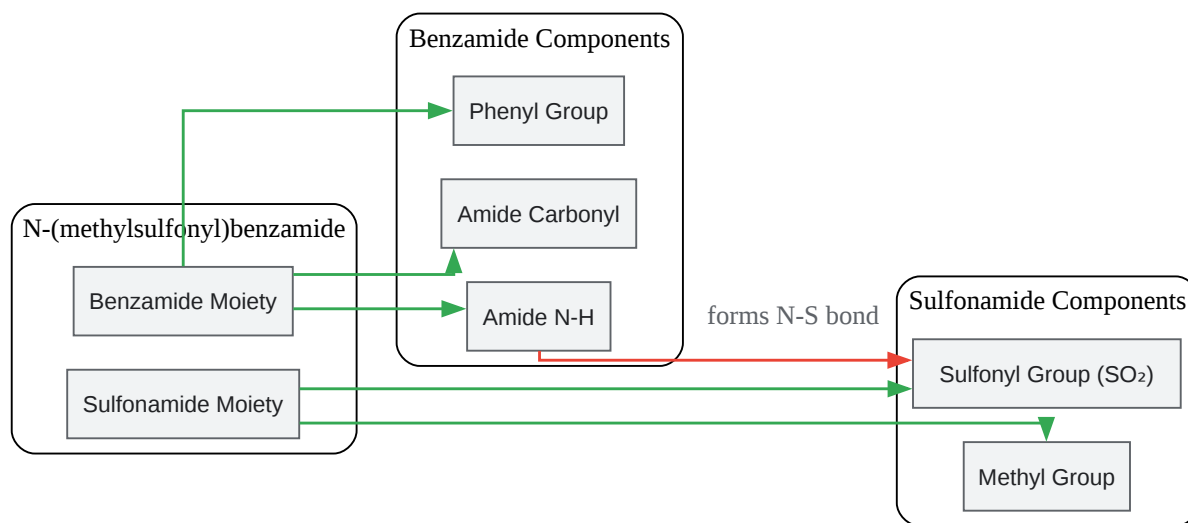 Benzamide Components
Phenyl Group
Amide Carbonyl
Amide N-H
N-(methylsulfonyl)benzamide
Benzamide Moiety
Sulfonamide Moiety
forms N-S bond
Sulfonamide Components
Sulfonyl Group (SO₂)
Methyl Group